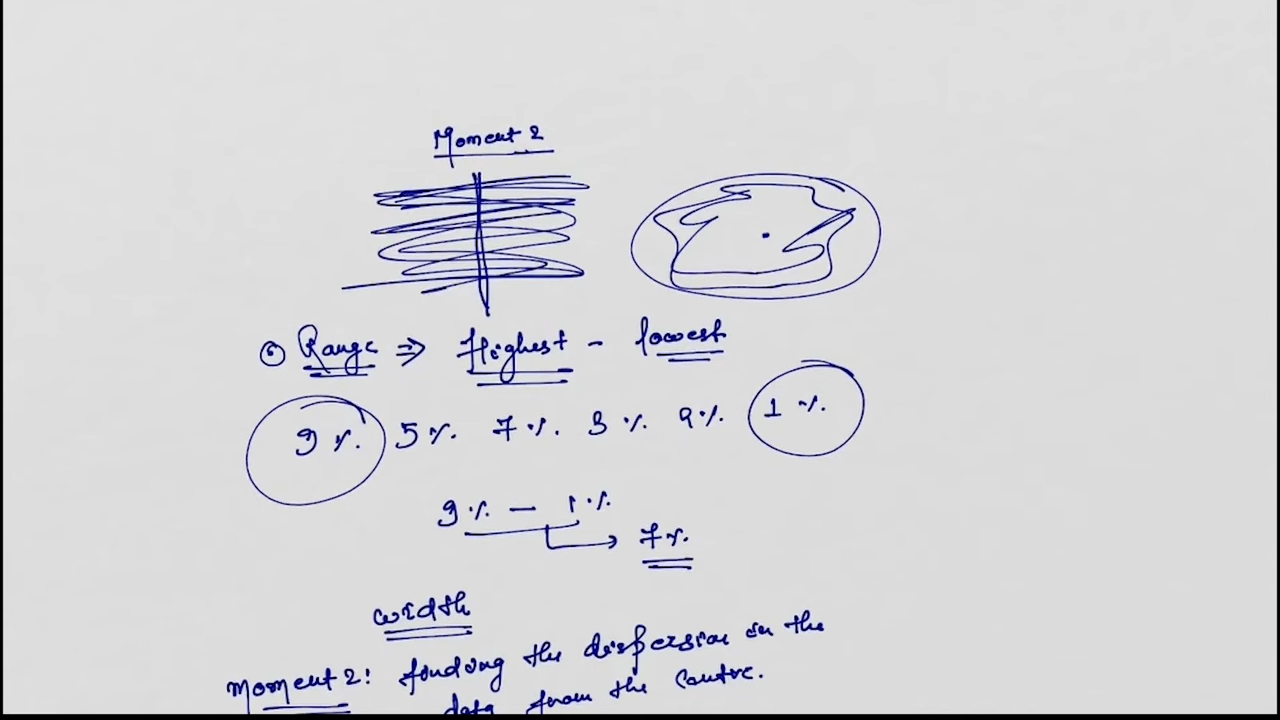 Moment 2
Range ⇒ Highest - lowest
9 %. 5 %. 7 %. 8 %. 9 %. 1 %.
9 %. - 1 %.
7 %.
width
Moment 2: finding the dispersion in the
data from the centre.